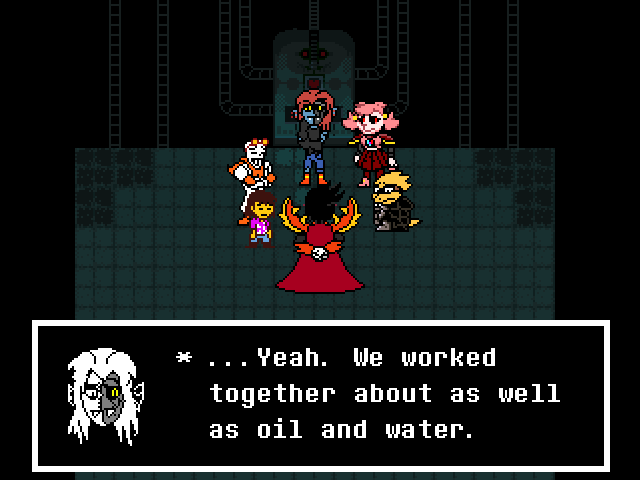 * ...Yeah. We worked
together about as well
as oil and water.